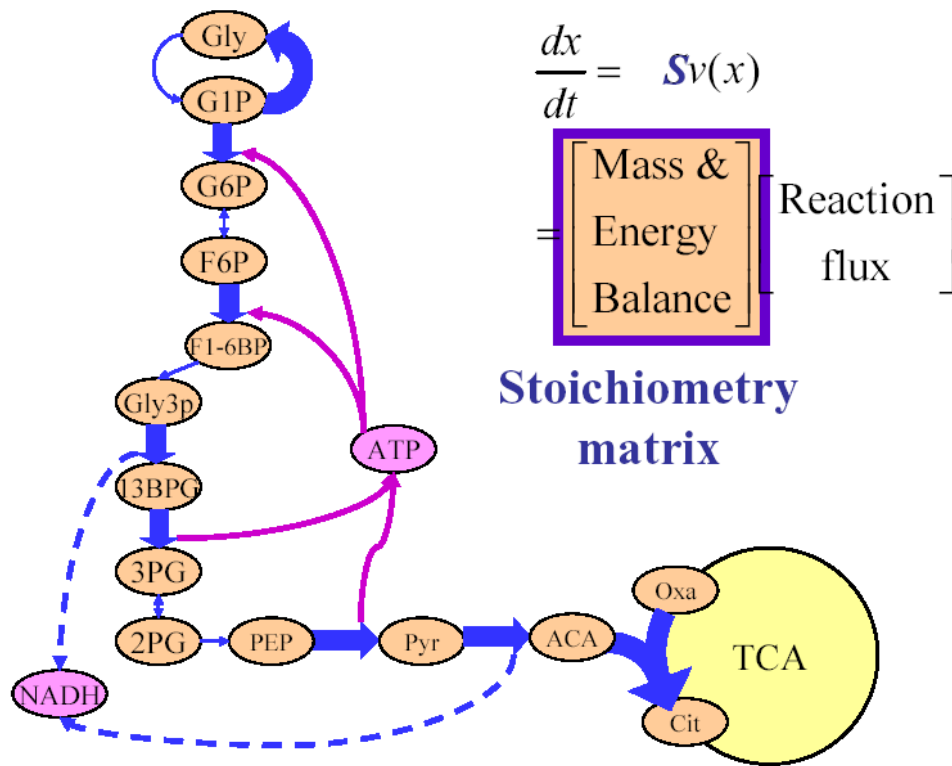 Gly
G1P
G6P
F6P
F1-6BP
Gly3p
13BPG
3PG
2PG
PEP
Pyr
ACA
Oxa
TCA
Cit
NADH
ATP
dx/dt = Sv(x)
= [Mass &
Energy
Balance] [Reaction
flux]
Stoichiometry
matrix